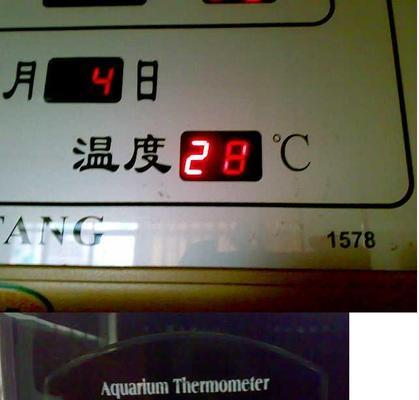 月 4 日
温度 28 °C
TANG
1578
Aquarium Thermometer